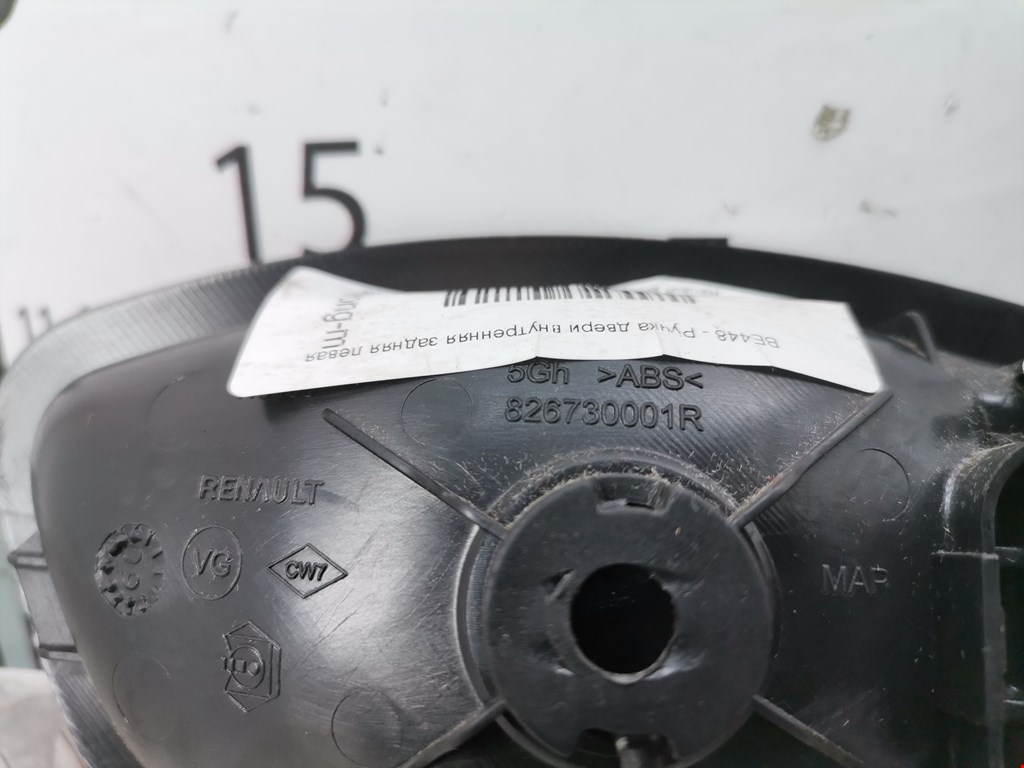 15
BE448 - Ручка двери внутренняя задняя левая
5Gh >ABS<
826730001R
RENAULT
VG
CW7
MAP